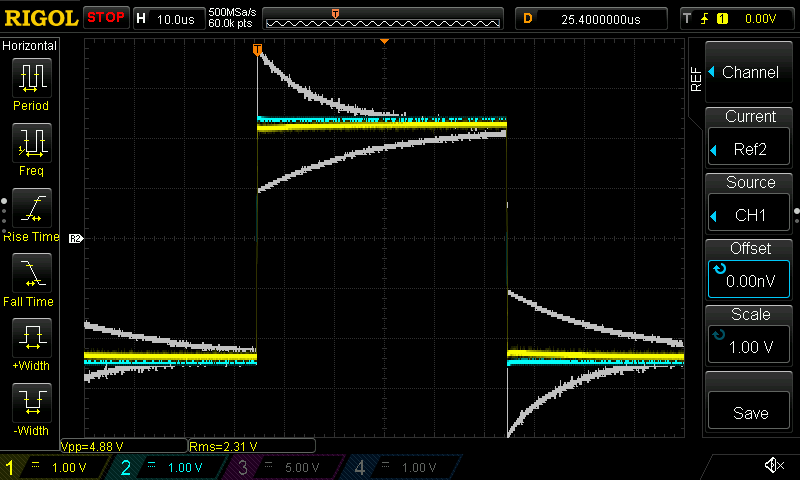 RIGOL STOP H 10.0us 500MSa/s 60.0k pts T D 25.4000000us T 1 0.00V
Horizontal
Period
Freq
Rise Time
Fall Time
+Width
-Width
T
R2
REF
Channel
Current
Ref2
Source
CH1
Offset
0.00nV
Scale
1.00 V
Save
Vpp=4.88 V Rms=2.31 V
1 = 1.00 V 2 = 1.00 V 3 = 5.00 V 4 = 1.00 V